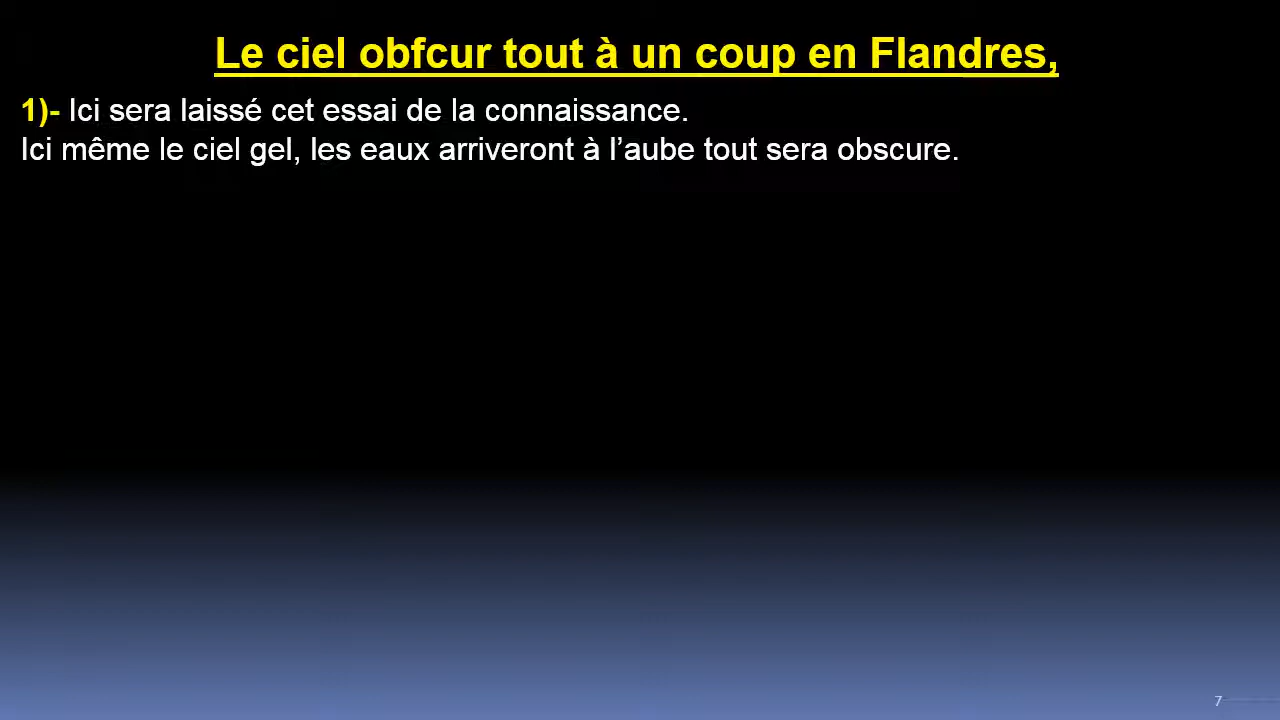 Le ciel obfcur tout à un coup en Flandres,
1)- Ici sera laissé cet essai de la connaissance.
Ici même le ciel gel, les eaux arriveront à l’aube tout sera obscure.
7